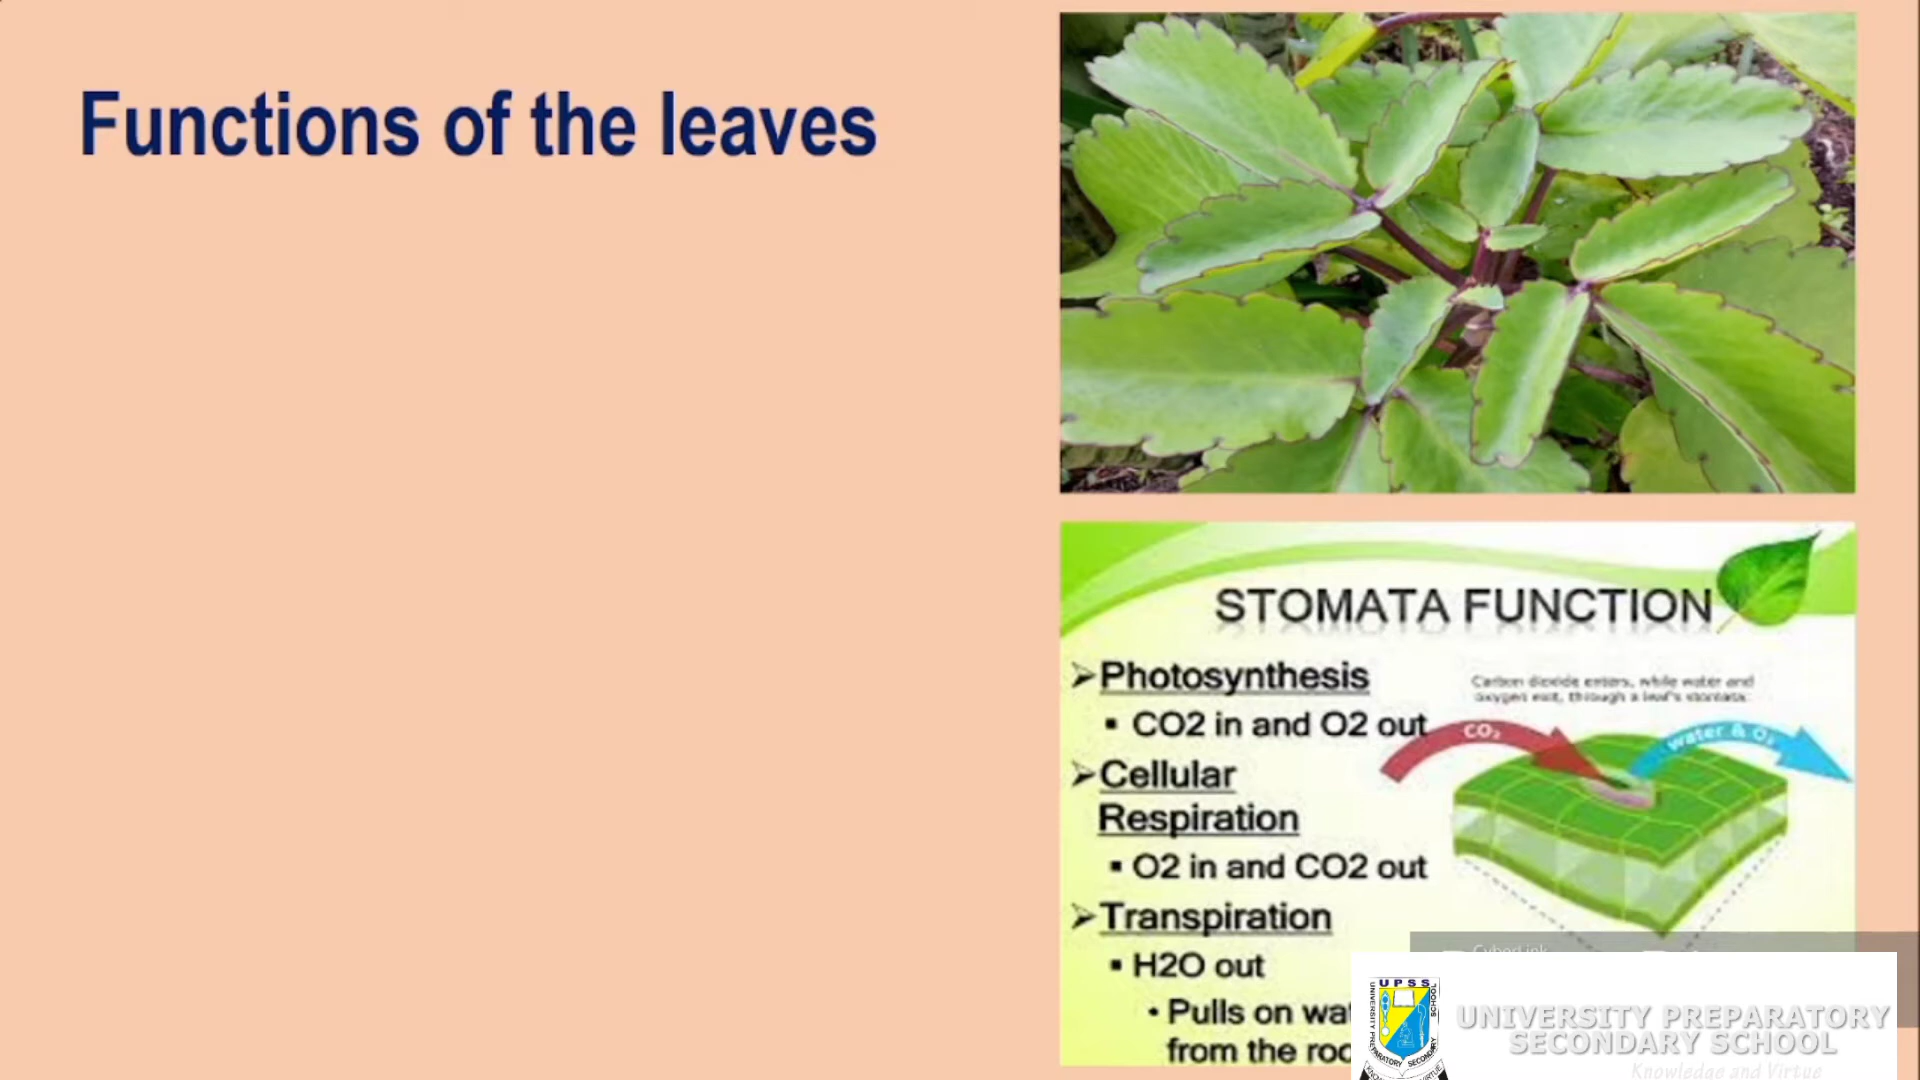 Functions of the leaves
STOMATA FUNCTION
Photosynthesis
CO2 in and O2 out
Carbon dioxide enters, while water and
oxygen exit, through a leaf's stomata.
CO₂
water & O₂
Cellular
Respiration
O2 in and CO2 out
Transpiration
H2O out
Pulls on
from the
CyberLink
UPSS
UNIVERSITY PREPARATORY SECONDARY SCHOOL
UNIVERSITY PREPARATORY
SECONDARY SCHOOL
Knowledge and Virtue